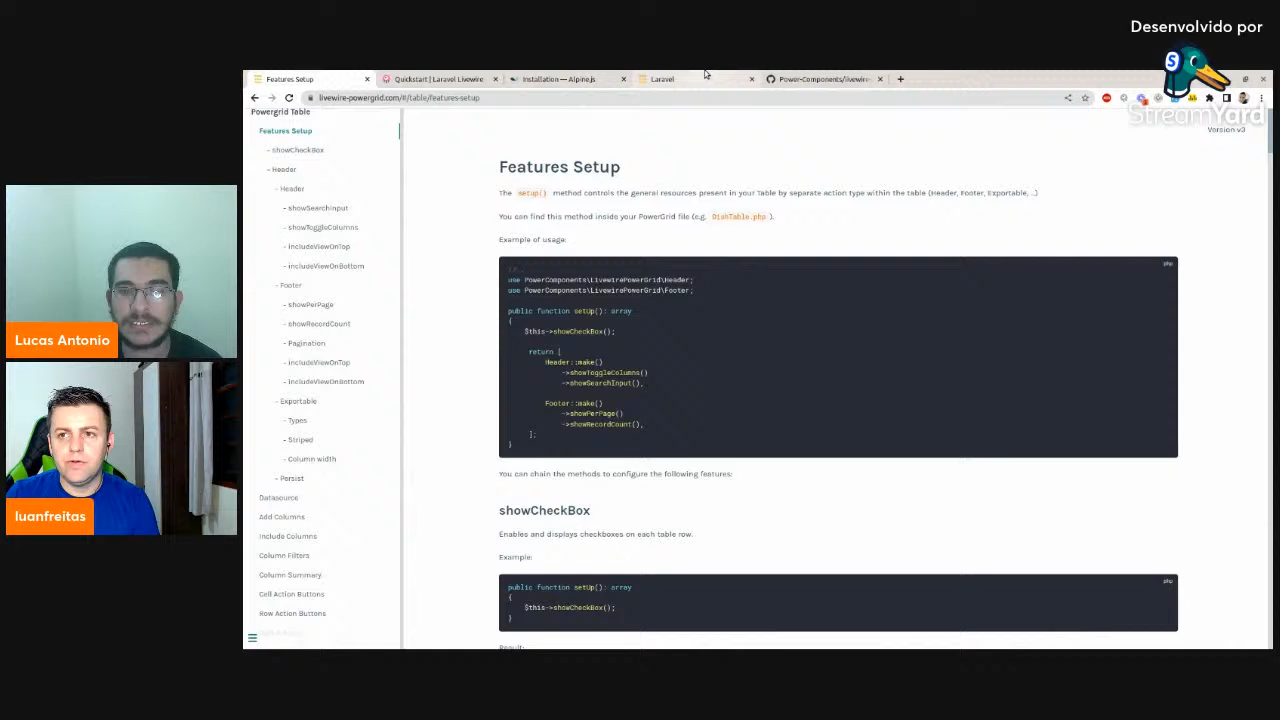 Desenvolvido por
StreamYard
Features Setup
Quickstart | Laravel Livewire
Installation — Alpine.js
Laravel
Power-Components/livewire-
livewire-powergrid.com/#/table/features-setup
Version v3
Powergrid Table
Features Setup
- showCheckBox
- Header
- Header
- showSearchInput
- showToggleColumns
- includeViewOnTop
- includeViewOnBottom
- Footer
- showPerPage
- showRecordCount
- Pagination
- includeViewOnTop
- includeViewOnBottom
- Exportable
- Types
- Striped
- Column width
- Persist
Datasource
Add Columns
Include Columns
Column Filters
Column Summary
Cell Action Buttons
Row Action Buttons
Features Setup
The setup() method controls the general resources present in your Table by separate action type within the table (Header, Footer, Exportable, ...)
You can find this method inside your PowerGrid file (e.g. DishTable.php ).
Example of usage:
php
//..
use PowerComponents\LivewirePowerGrid\Header;
use PowerComponents\LivewirePowerGrid\Footer;
public function setUp(): array
{
$this->showCheckBox();
return [
Header::make()
->showToggleColumns()
->showSearchInput(),
Footer::make()
->showPerPage()
->showRecordCount(),
];
}
You can chain the methods to configure the following features:
showCheckBox
Enables and displays checkboxes on each table row.
Example:
php
public function setUp(): array
{
$this->showCheckBox();
}
Result:
Lucas Antonio
luanfreitas